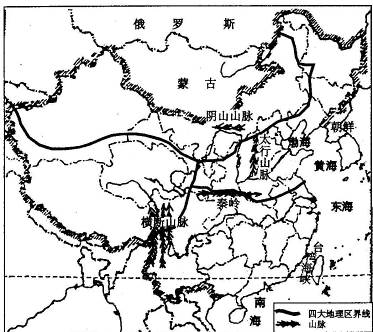 俄罗斯
蒙古
阴山山脉
太行山脉
渤海
朝鲜
黄海
秦岭
横断山脉
东海
台湾海峡
南海
四大地理区界线
山脉